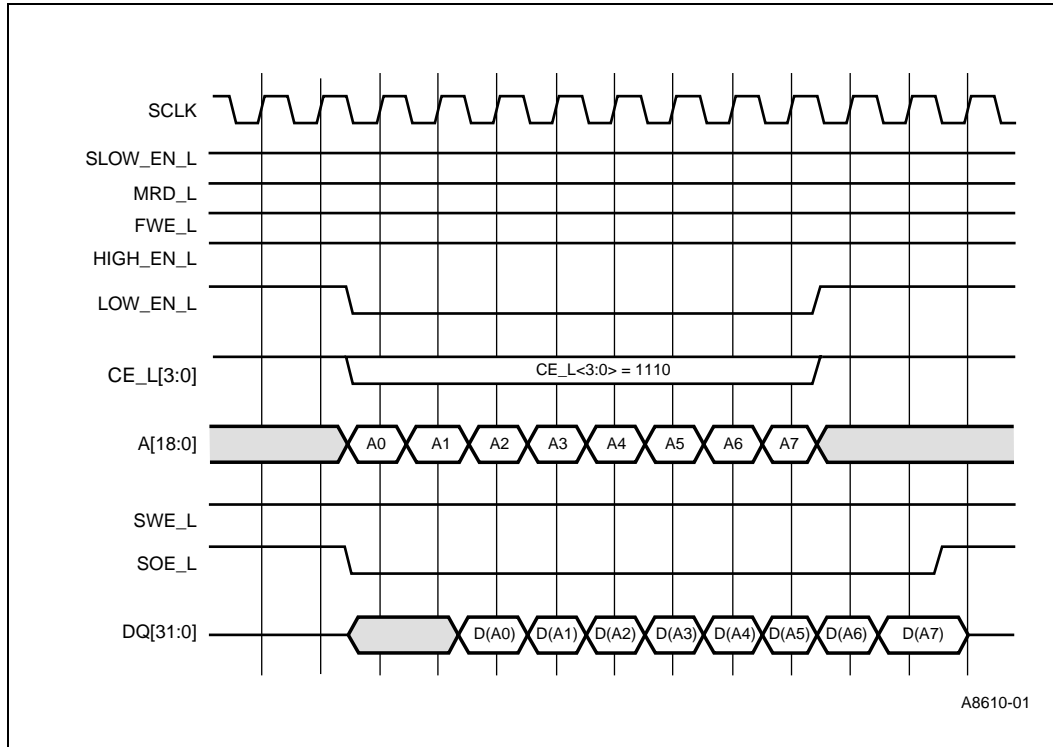 SCLK
SLOW_EN_L
MRD_L
FWE_L
HIGH_EN_L
LOW_EN_L
CE_L[3:0]
CE_L<3:0> = 1110
A[18:0]
A0 A1 A2 A3 A4 A5 A6 A7
SWE_L
SOE_L
DQ[31:0]
D(A0) D(A1) D(A2) D(A3) D(A4) D(A5) D(A6) D(A7)
A8610-01